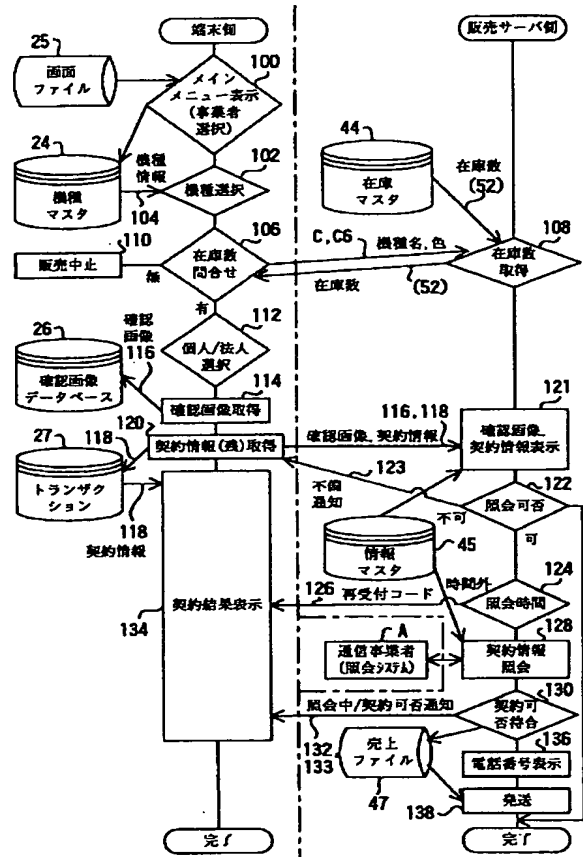 端末側
販売サーバ側
25
画面
ファイル
メイン
メニュー表示
(事業者
選択)
100
24
機種
マスタ
機種
情報
104
102
機種選択
44
在庫
マスタ
在庫数
(52)
110
販売中止
無
106
在庫数
問合せ
有
C,C6
機種名,色
在庫数
(52)
108
在庫数
取得
26
確認画像
データベース
確認
画像
116
112
個人/法人
選択
114
確認画像取得
120
契約情報(残)取得
116,118
確認画像,契約情報
121
確認画像,
契約情報表示
27
118
トランザク
ション
118
契約情報
123
不備
通知
122
照会可否
不可
可
情報
マスタ
45
124
時間外
照会時間
126
再受付コード
134
契約結果表示
A
通信事業者
(照会システム)
128
契約情報
照会
130
契約可
否待合
照会中/契約可否通知
132
133
売上
ファイル
47
136
電話番号表示
138
発送
完了
完了